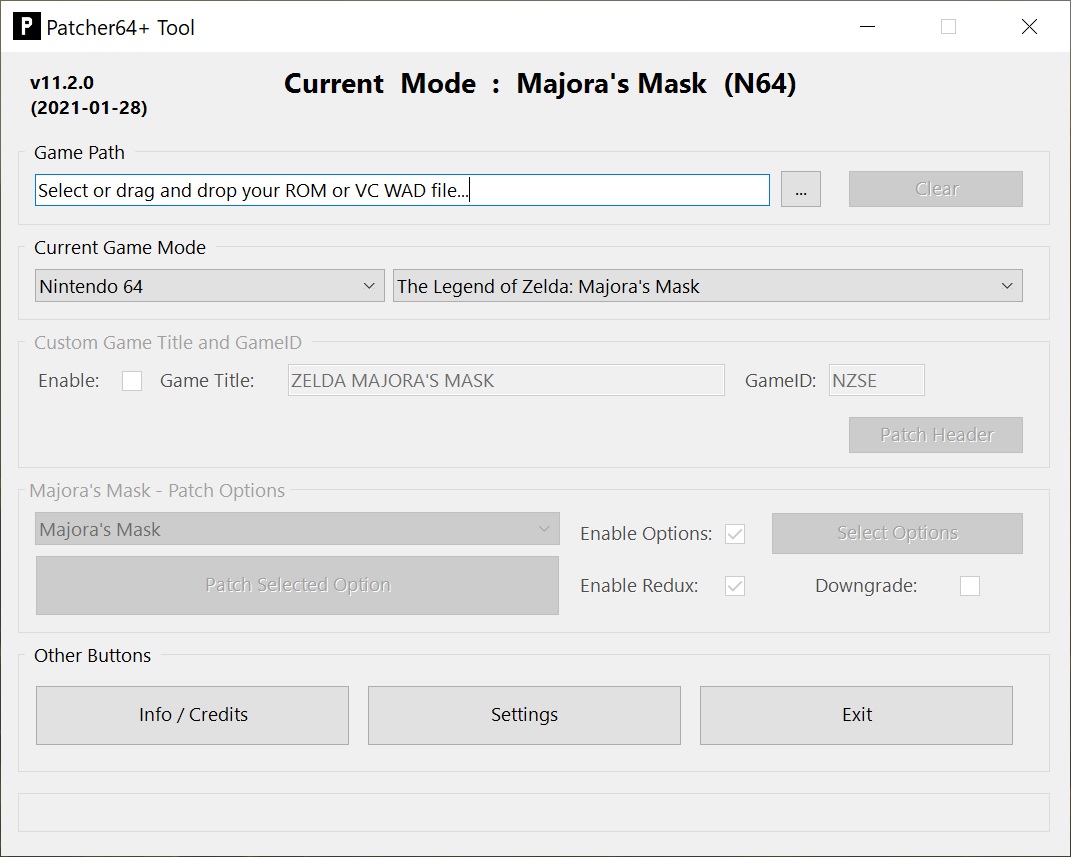 P Patcher64+ Tool
v11.2.0
(2021-01-28)
Current Mode : Majora's Mask (N64)
Game Path
Select or drag and drop your ROM or VC WAD file... ... Clear
Current Game Mode
Nintendo 64 The Legend of Zelda: Majora's Mask
Custom Game Title and GameID
Enable: Game Title: ZELDA MAJORA'S MASK GameID: NZSE
Patch Header
Majora's Mask - Patch Options
Majora's Mask Enable Options: Select Options
Patch Selected Option Enable Redux: Downgrade:
Other Buttons
Info / Credits Settings Exit